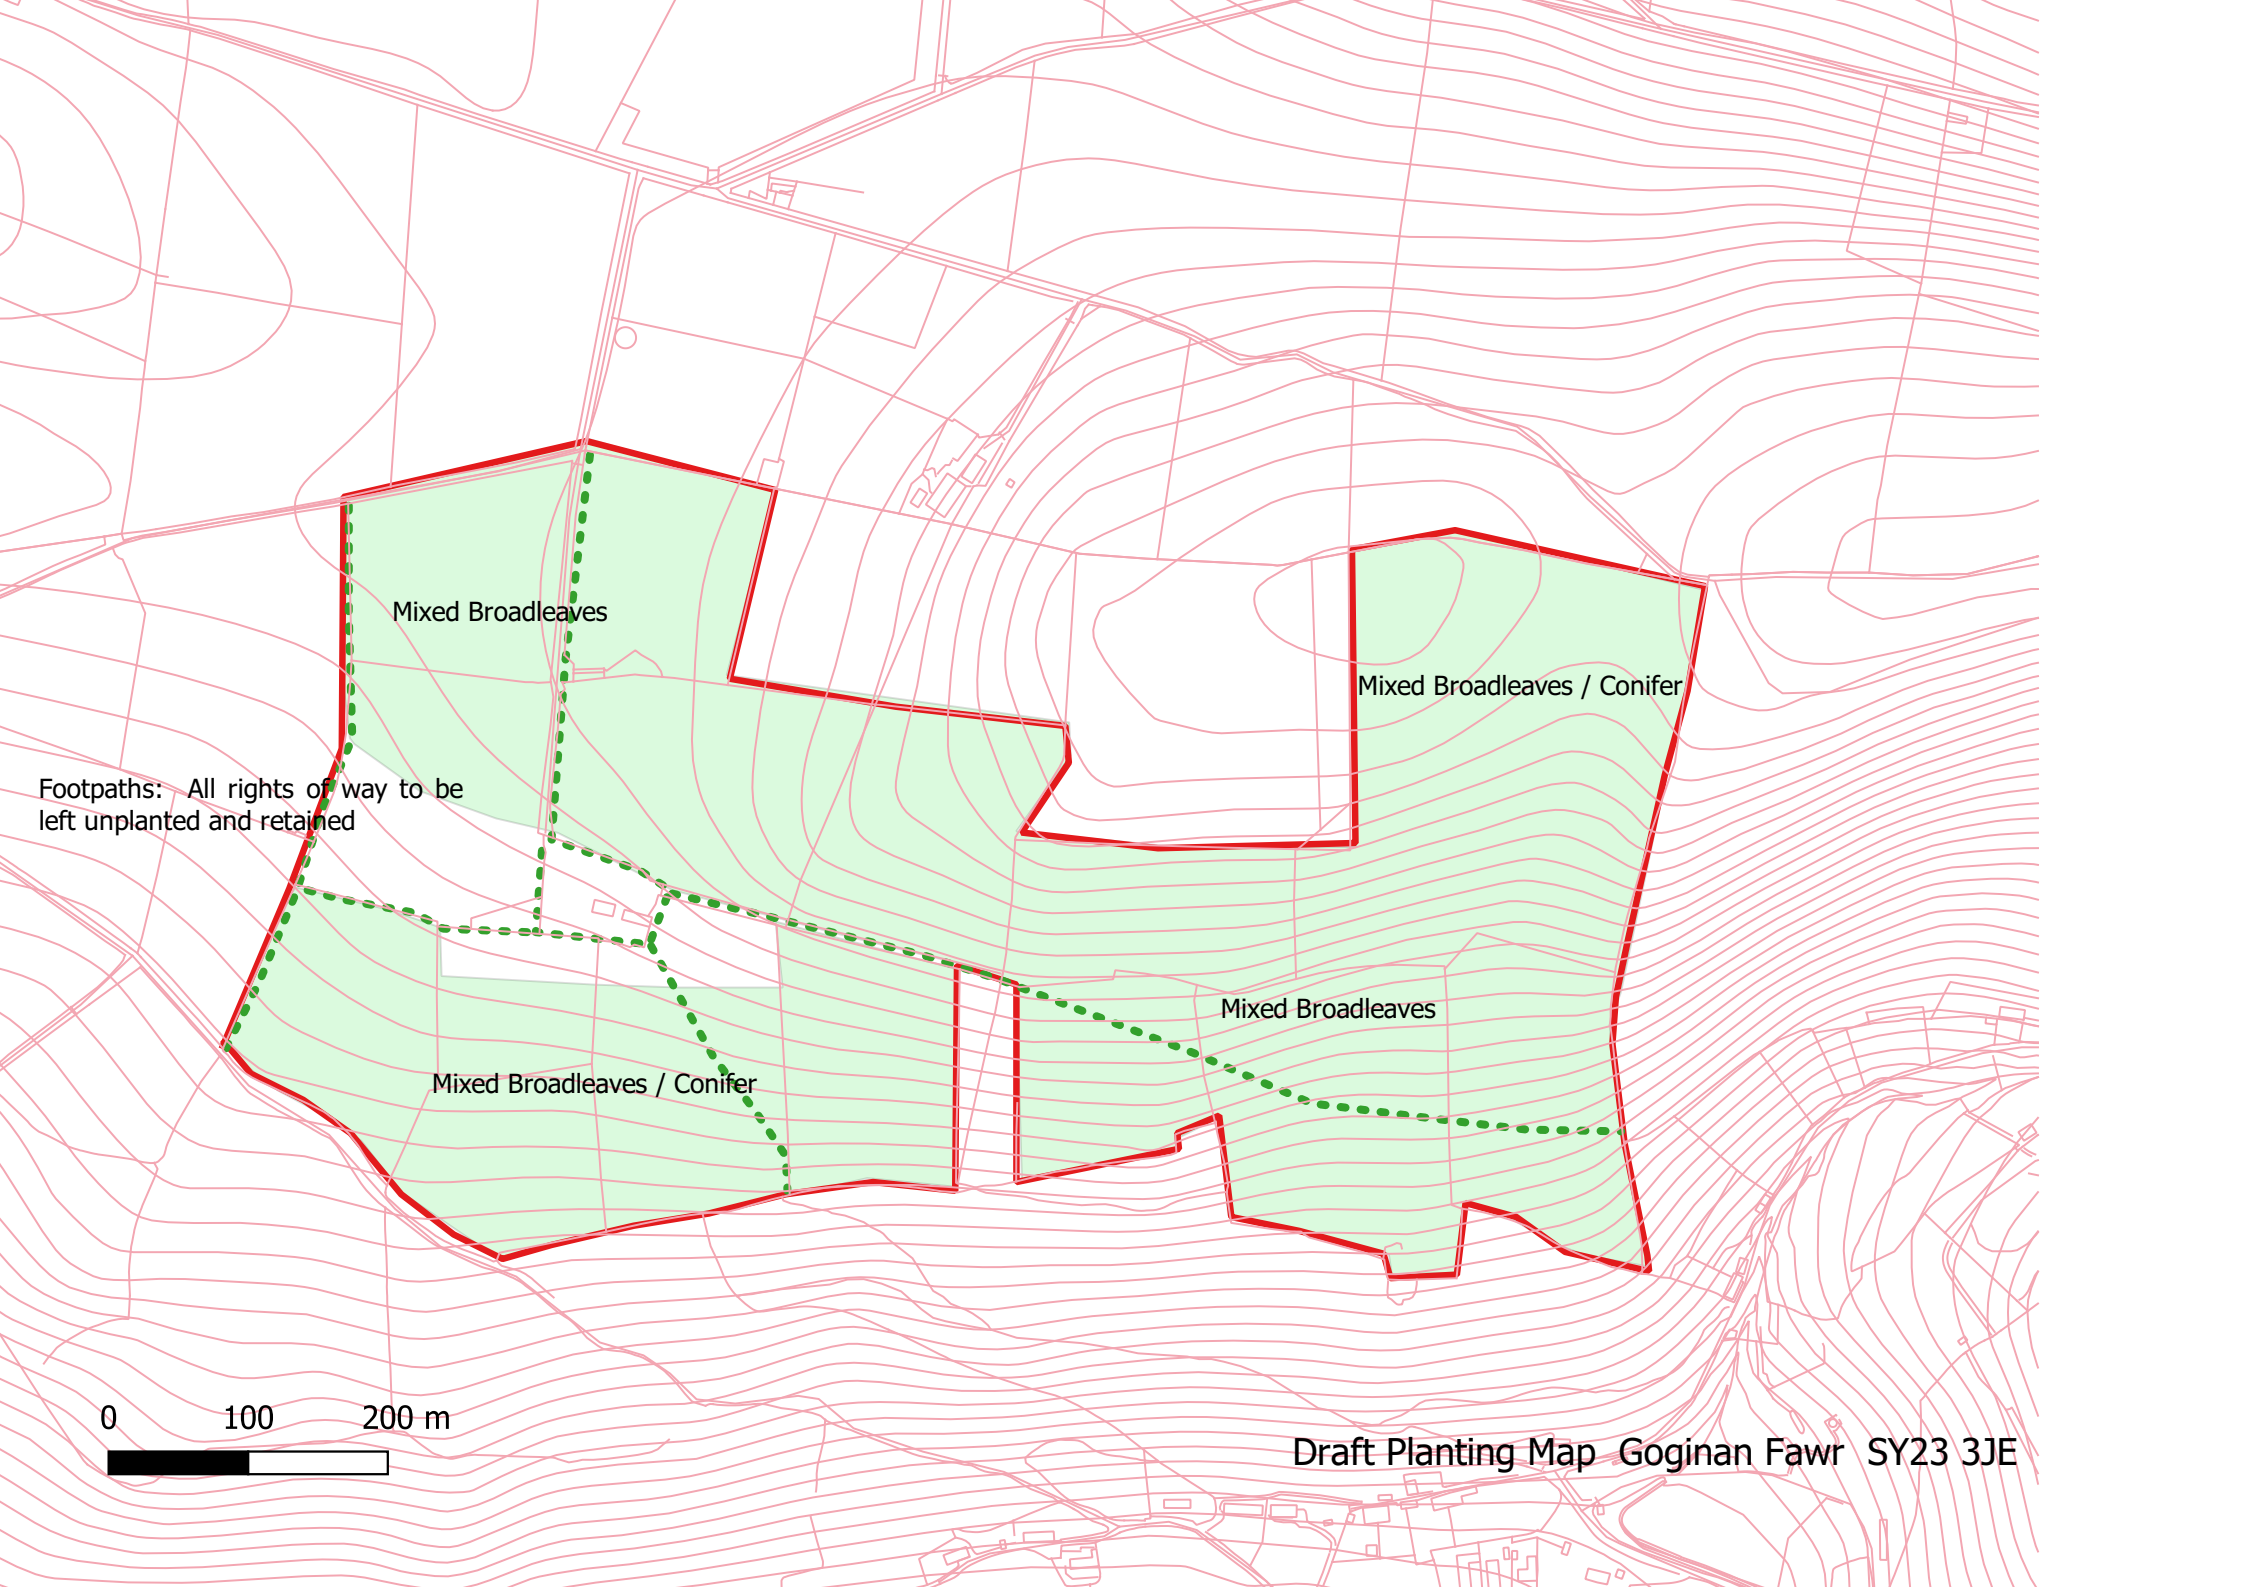 Mixed Broadleaves
Mixed Broadleaves / Conifer
Footpaths: All rights of way to be
left unplanted and retained
Mixed Broadleaves
Mixed Broadleaves / Conifer
0 100 200 m
Draft Planting Map Goginan Fawr SY23 3JE